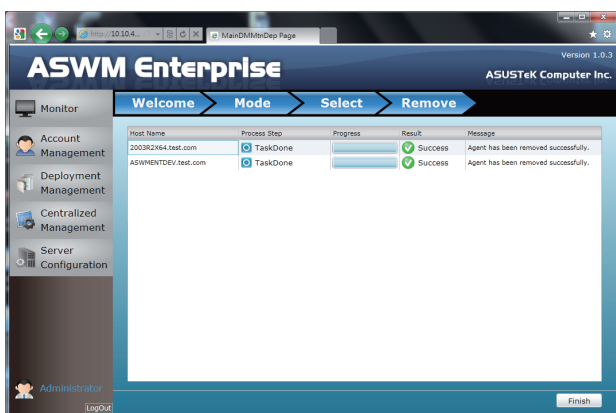 http://10.10.4...
MainDMMtnDep Page
Version 1.0.3
ASWM Enterprise
ASUSTeK Computer Inc.
Monitor
Account Management
Deployment Management
Centralized Management
Server Configuration
Administrator
LogOut
Welcome Mode Select Remove
Host Name Process Step Progress Result Message
2003R2X64.test.com TaskDone Success Agent has been removed successfully.
ASWMENTDEV.test.com TaskDone Success Agent has been removed successfully.
Finish